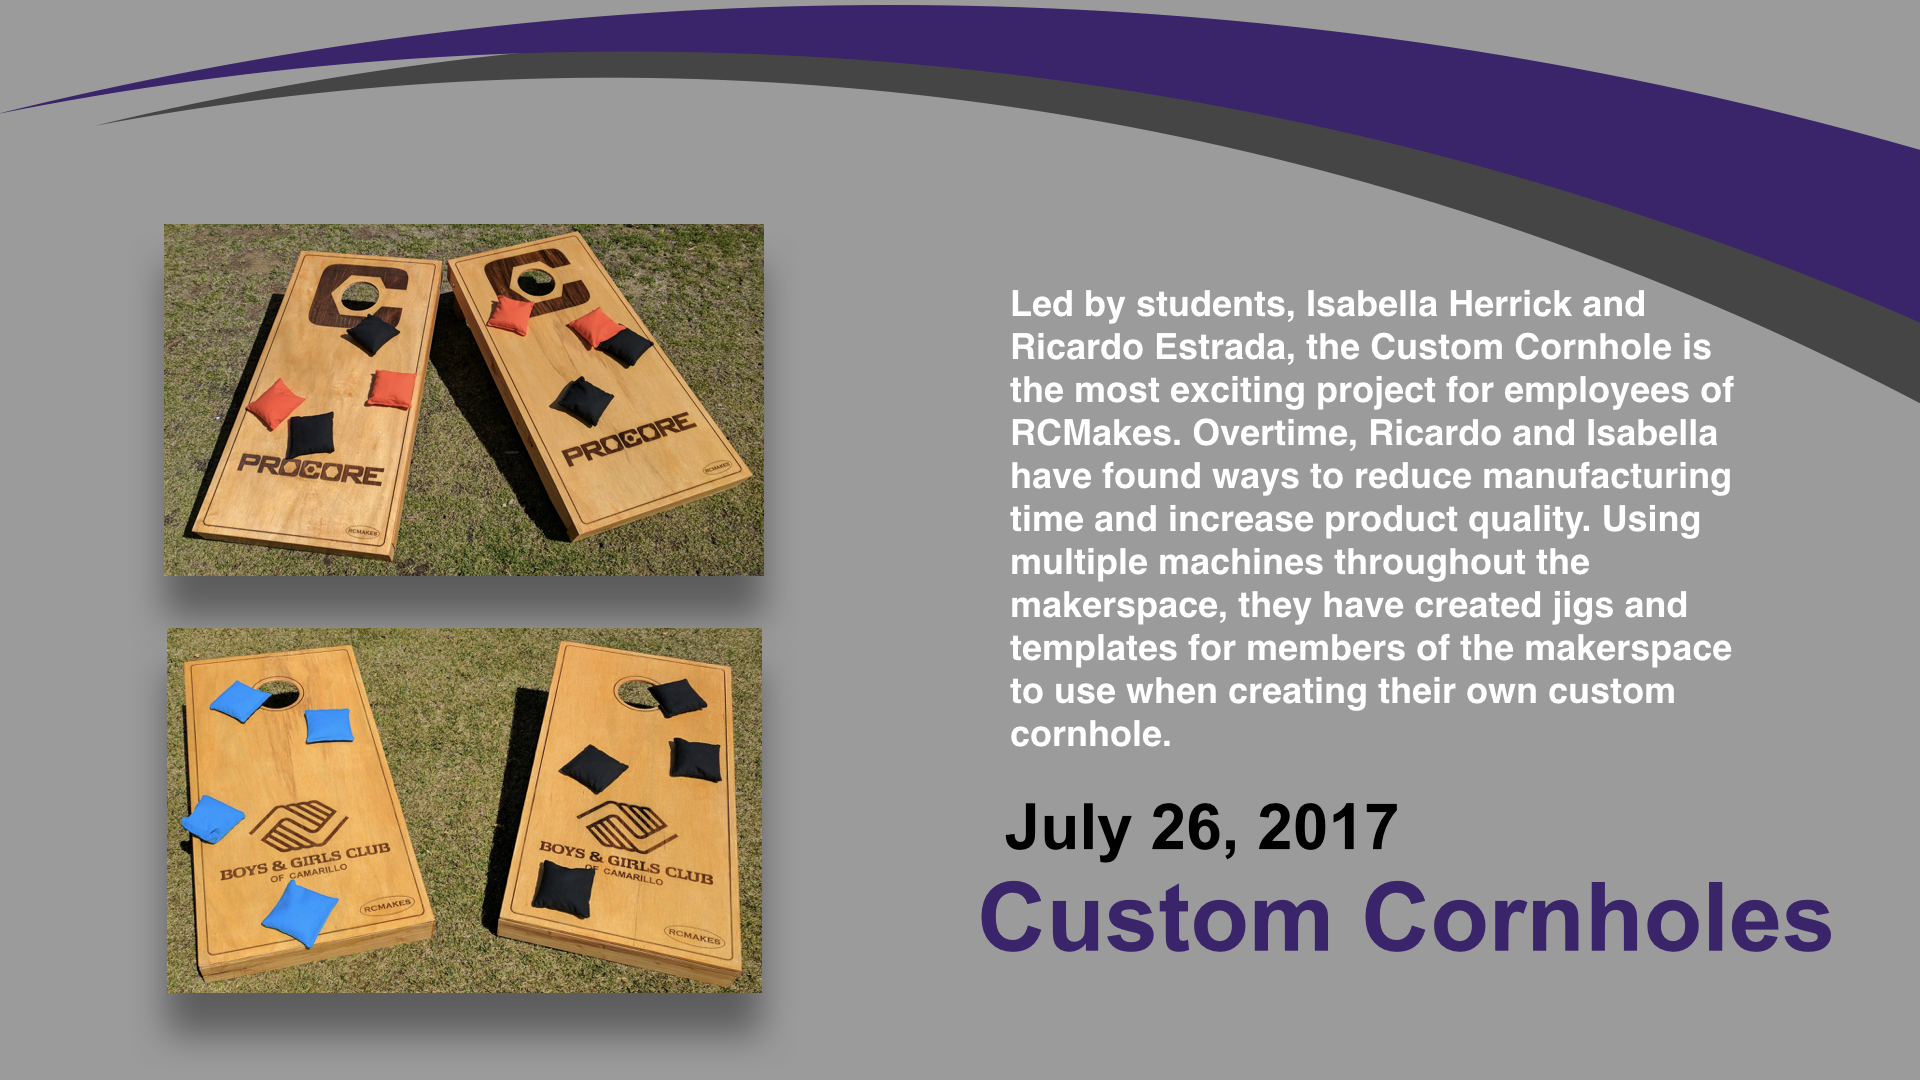 PROCORE
RCMAKES
PROCORE
RCMAKES
BOYS & GIRLS CLUB
OF CAMARILLO
RCMAKES
BOYS & GIRLS CLUB
OF CAMARILLO
RCMAKES
Led by students, Isabella Herrick and
Ricardo Estrada, the Custom Cornhole is
the most exciting project for employees of
RCMakes. Overtime, Ricardo and Isabella
have found ways to reduce manufacturing
time and increase product quality. Using
multiple machines throughout the
makerspace, they have created jigs and
templates for members of the makerspace
to use when creating their own custom
cornhole.
July 26, 2017
Custom Cornholes